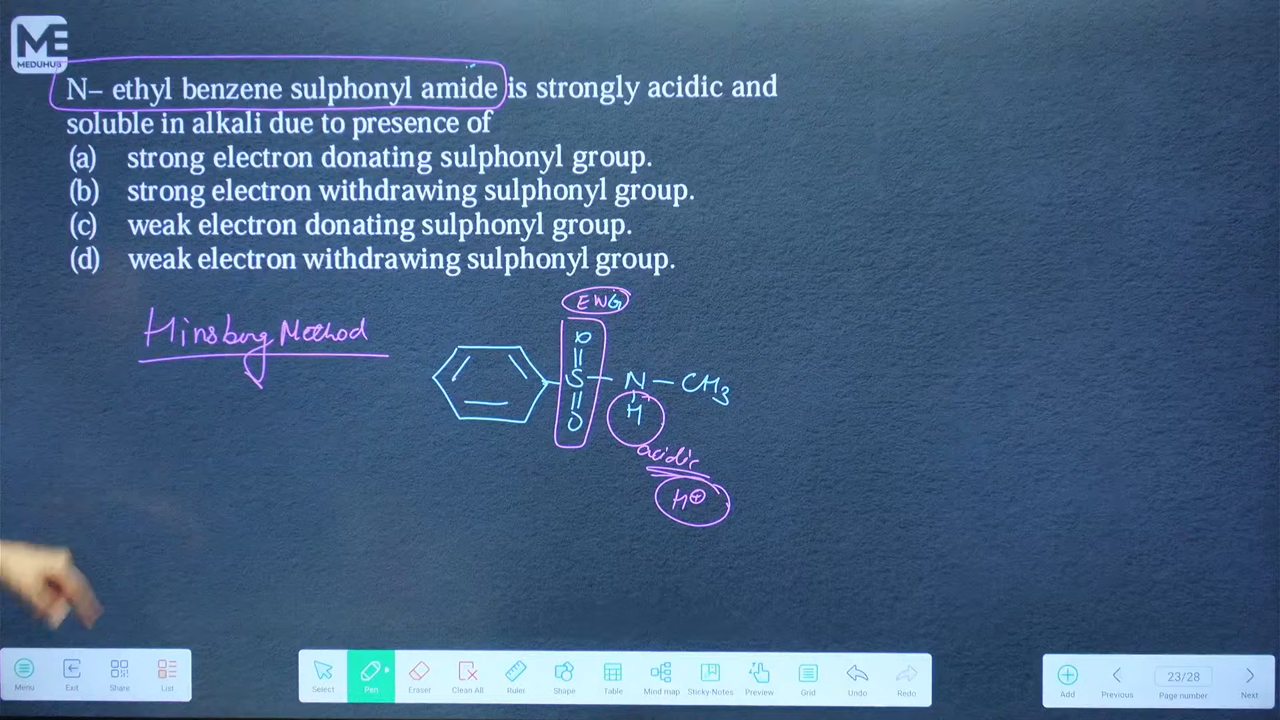 ME
MEDUHUB
N– ethyl benzene sulphonyl amide is strongly acidic and
soluble in alkali due to presence of
(a) strong electron donating sulphonyl group.
(b) strong electron withdrawing sulphonyl group.
(c) weak electron donating sulphonyl group.
(d) weak electron withdrawing sulphonyl group.
EWG
Hinsberg Method
O
S – N – CH3
O H
acidic
H⊕
Menu Exit Share List Select Pen Eraser Clean All Ruler Shape Table Mind map Sticky-Notes Preview Grid Undo Redo Add Previous 23/28 Page number Next